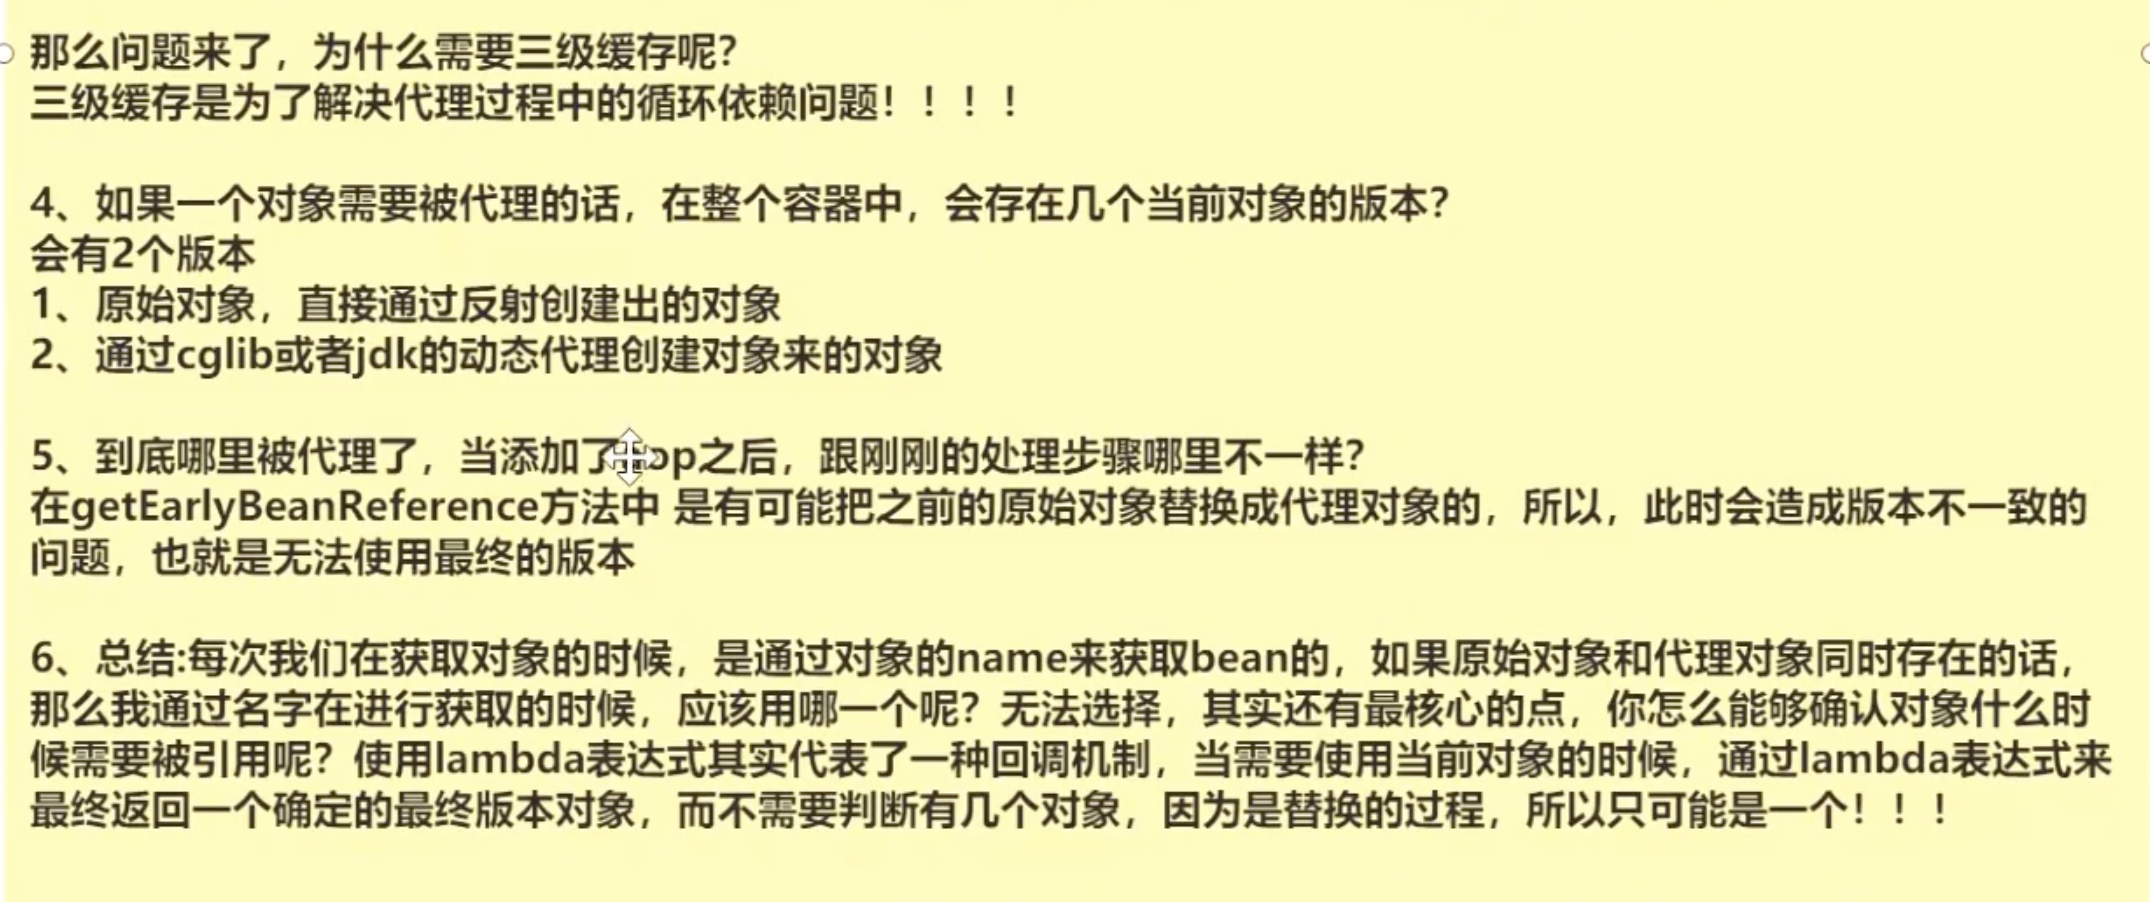 那么问题来了，为什么需要三级缓存呢？
三级缓存是为了解决代理过程中的循环依赖问题！！！！
4、如果一个对象需要被代理的话，在整个容器中，会存在几个当前对象的版本？
会有2个版本
1、原始对象，直接通过反射创建出的对象
2、通过cglib或者jdk的动态代理创建对象来的对象
5、到底哪里被代理了，当添加了op之后，跟刚刚的处理步骤哪里不一样？
在getEarlyBeanReference方法中 是有可能把之前的原始对象替换成代理对象的，所以，此时会造成版本不一致的
问题，也就是无法使用最终的版本
6、总结:每次我们在获取对象的时候，是通过对象的name来获取bean的，如果原始对象和代理对象同时存在的话，
那么我通过名字在进行获取的时候，应该用哪一个呢？无法选择，其实还有最核心的点，你怎么能够确认对象什么时
候需要被引用呢？使用lambda表达式其实代表了一种回调机制，当需要使用当前对象的时候，通过lambda表达式来
最终返回一个确定的最终版本对象，而不需要判断有几个对象，因为是替换的过程，所以只可能是一个！！！